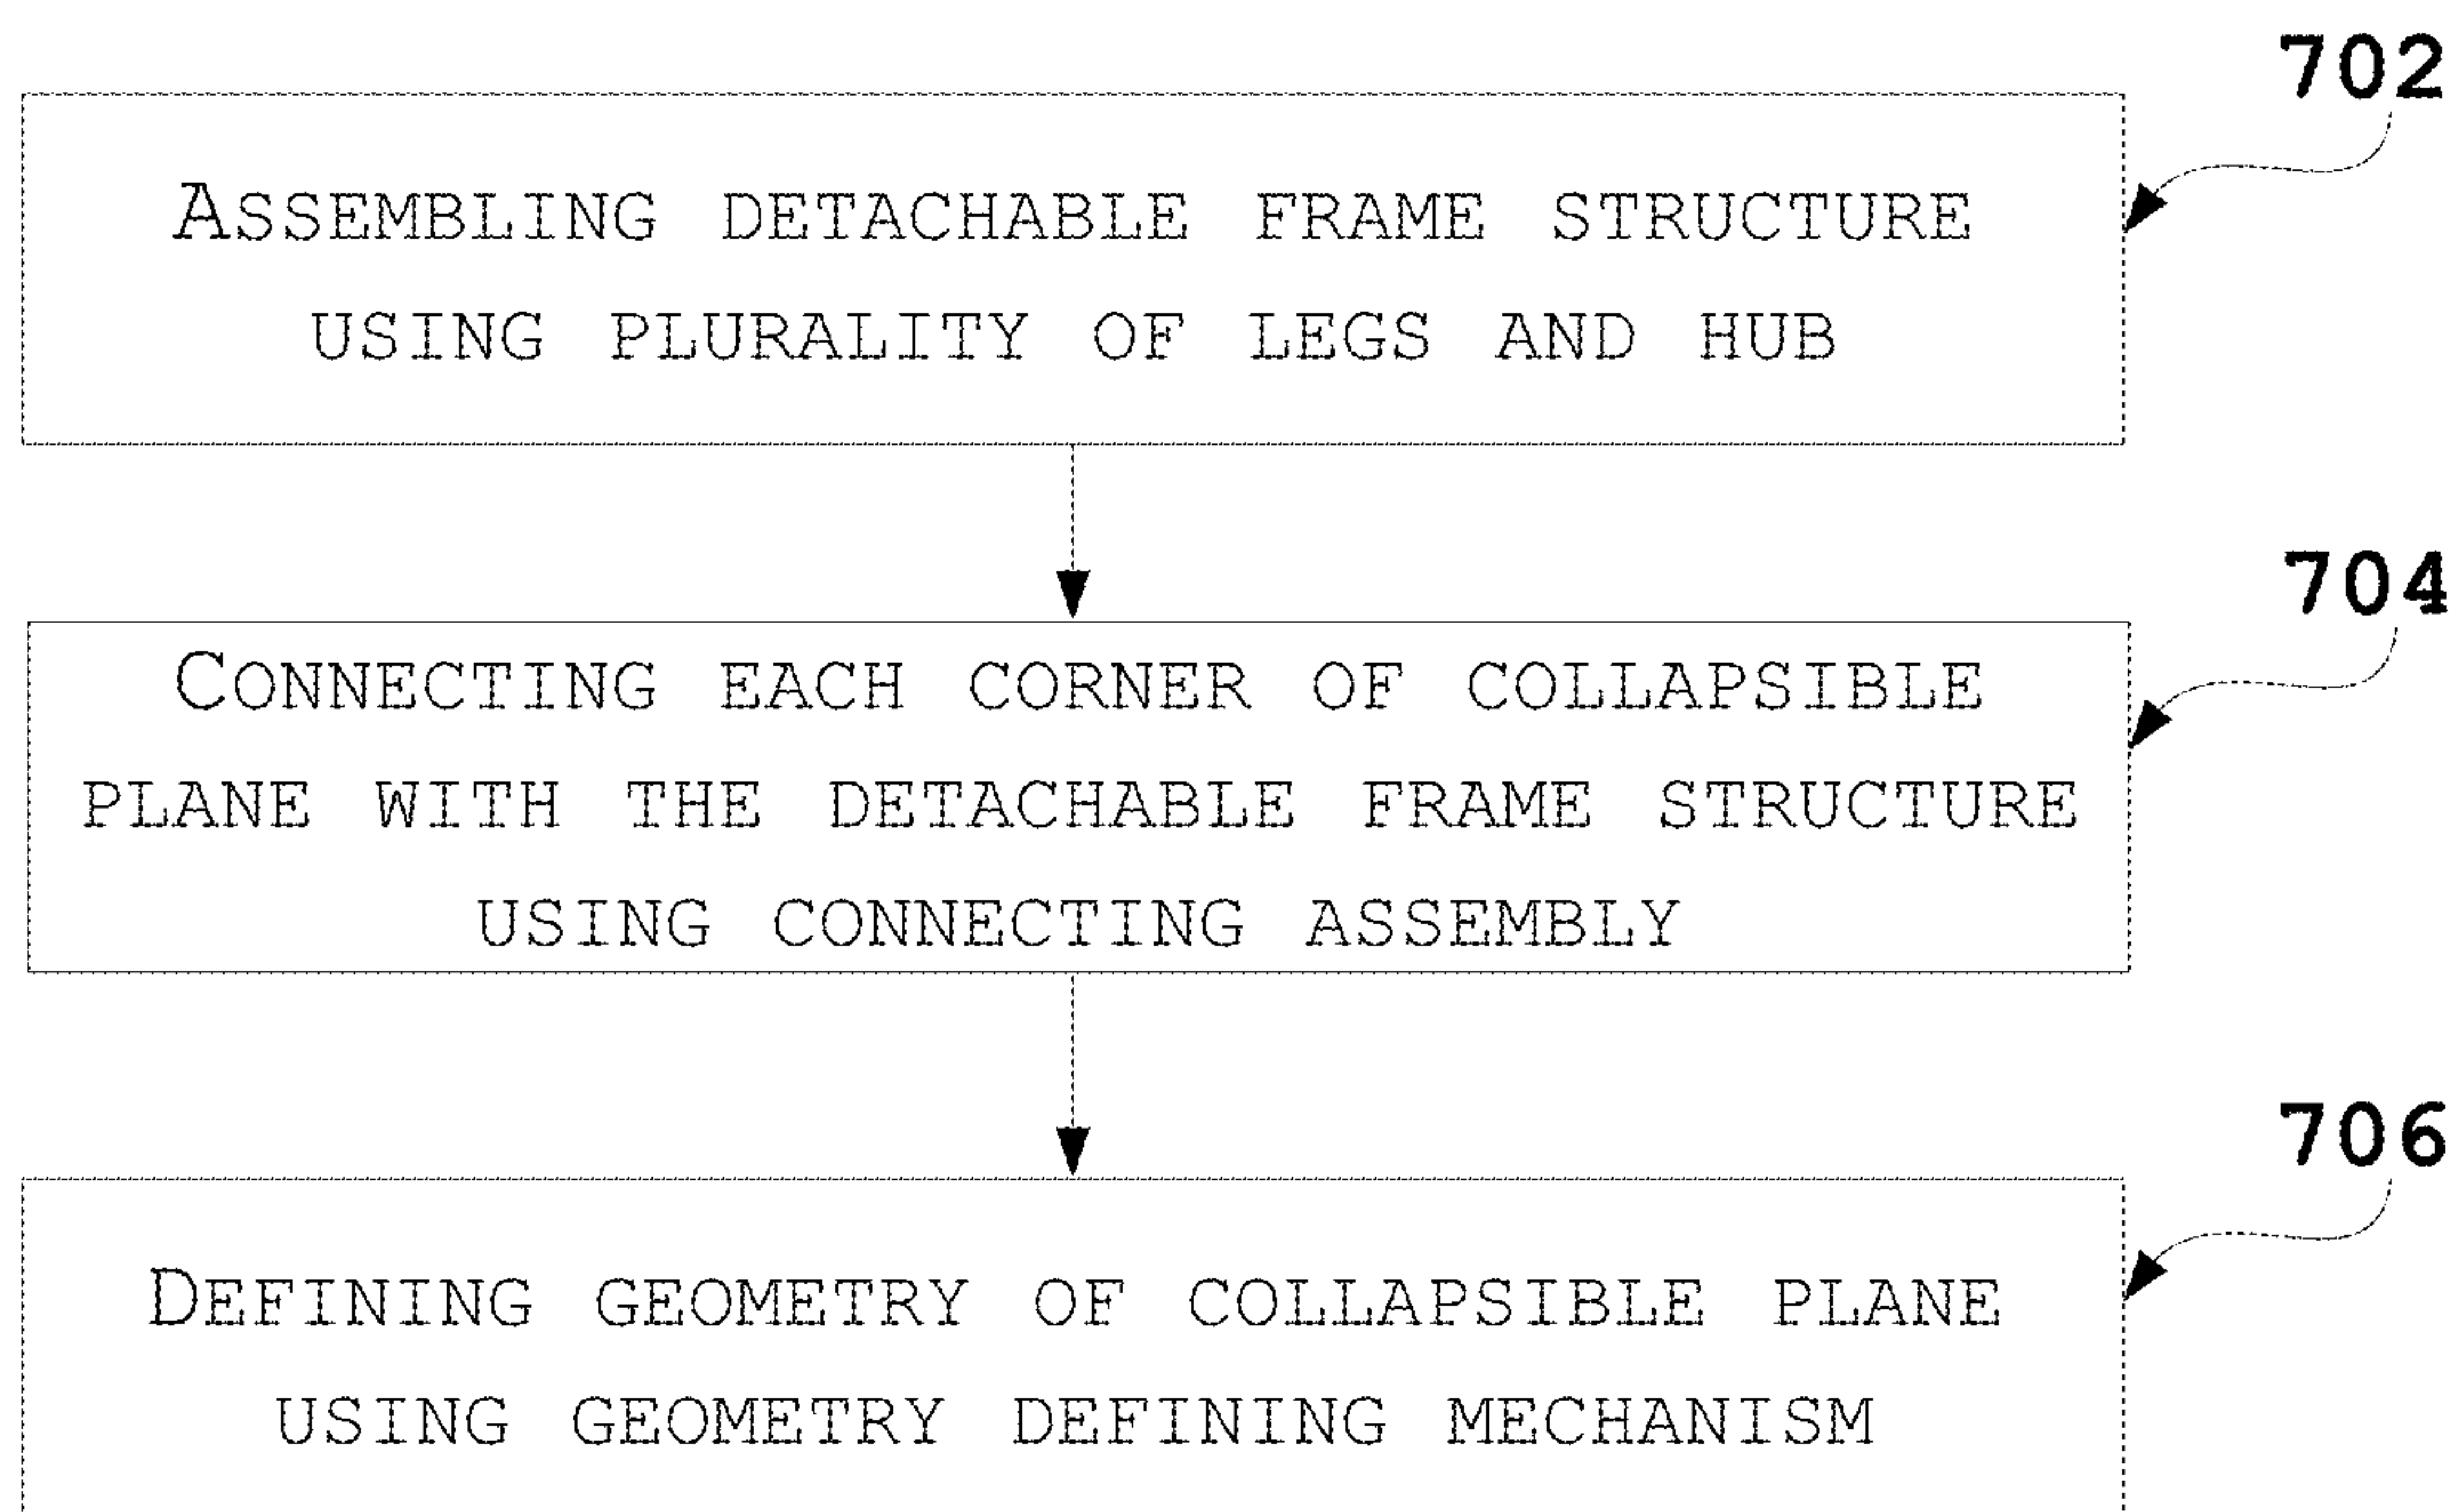 702
Assembling detachable frame structure
using plurality of legs and hub
704
Connecting each corner of collapsible
plane with the detachable frame structure
using connecting assembly
706
Defining geometry of collapsible plane
using geometry defining mechanism